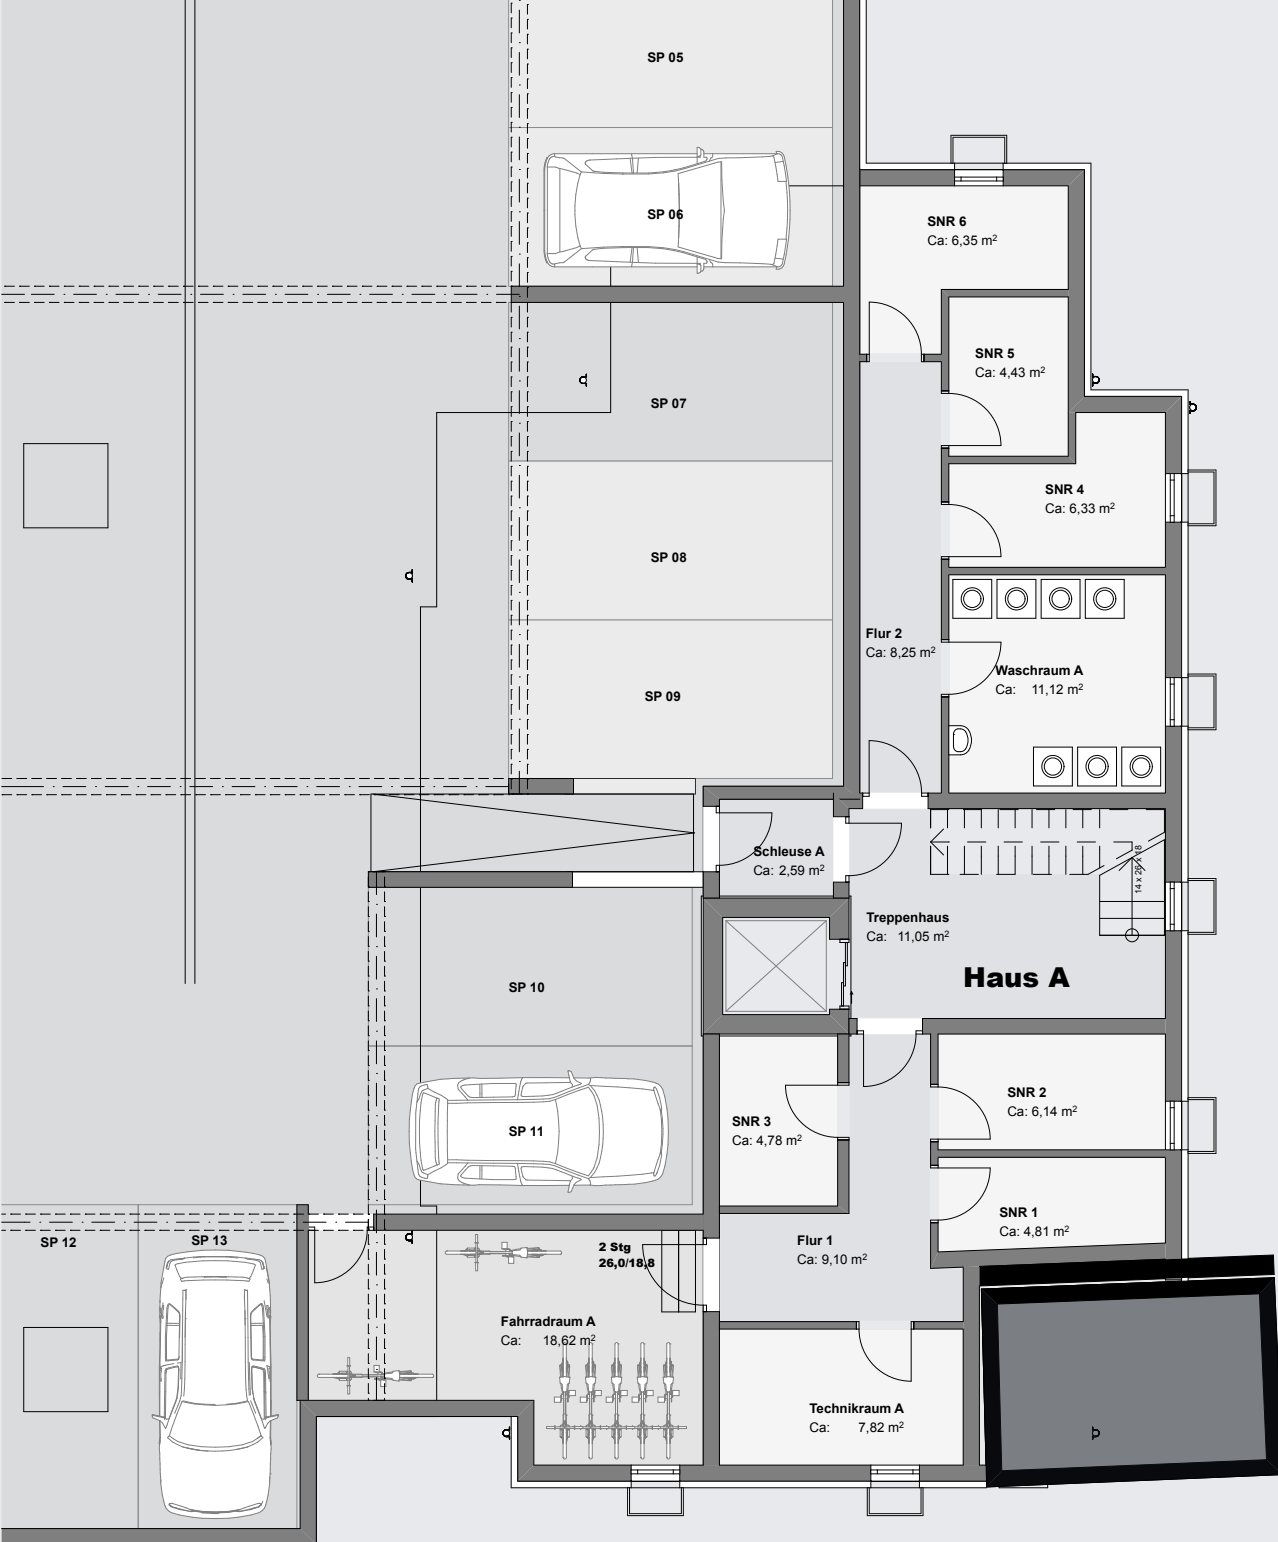 SP 05
SP 06
SNR 6
Ca: 6,35 m²
SNR 5
Ca: 4,43 m²
SP 07
SNR 4
Ca: 6,33 m²
SP 08
Flur 2
Ca: 8,25 m²
Waschraum A
Ca: 11,12 m²
SP 09
Schleuse A
Ca: 2,59 m²
14 x 26 x 18
Treppenhaus
Ca: 11,05 m²
Haus A
SP 10
SNR 2
Ca: 6,14 m²
SNR 3
Ca: 4,78 m²
SP 11
SNR 1
Ca: 4,81 m²
SP 12
SP 13
2 Stg
26,0/18,8
Flur 1
Ca: 9,10 m²
Fahrradraum A
Ca: 18,62 m²
Technikraum A
Ca: 7,82 m²